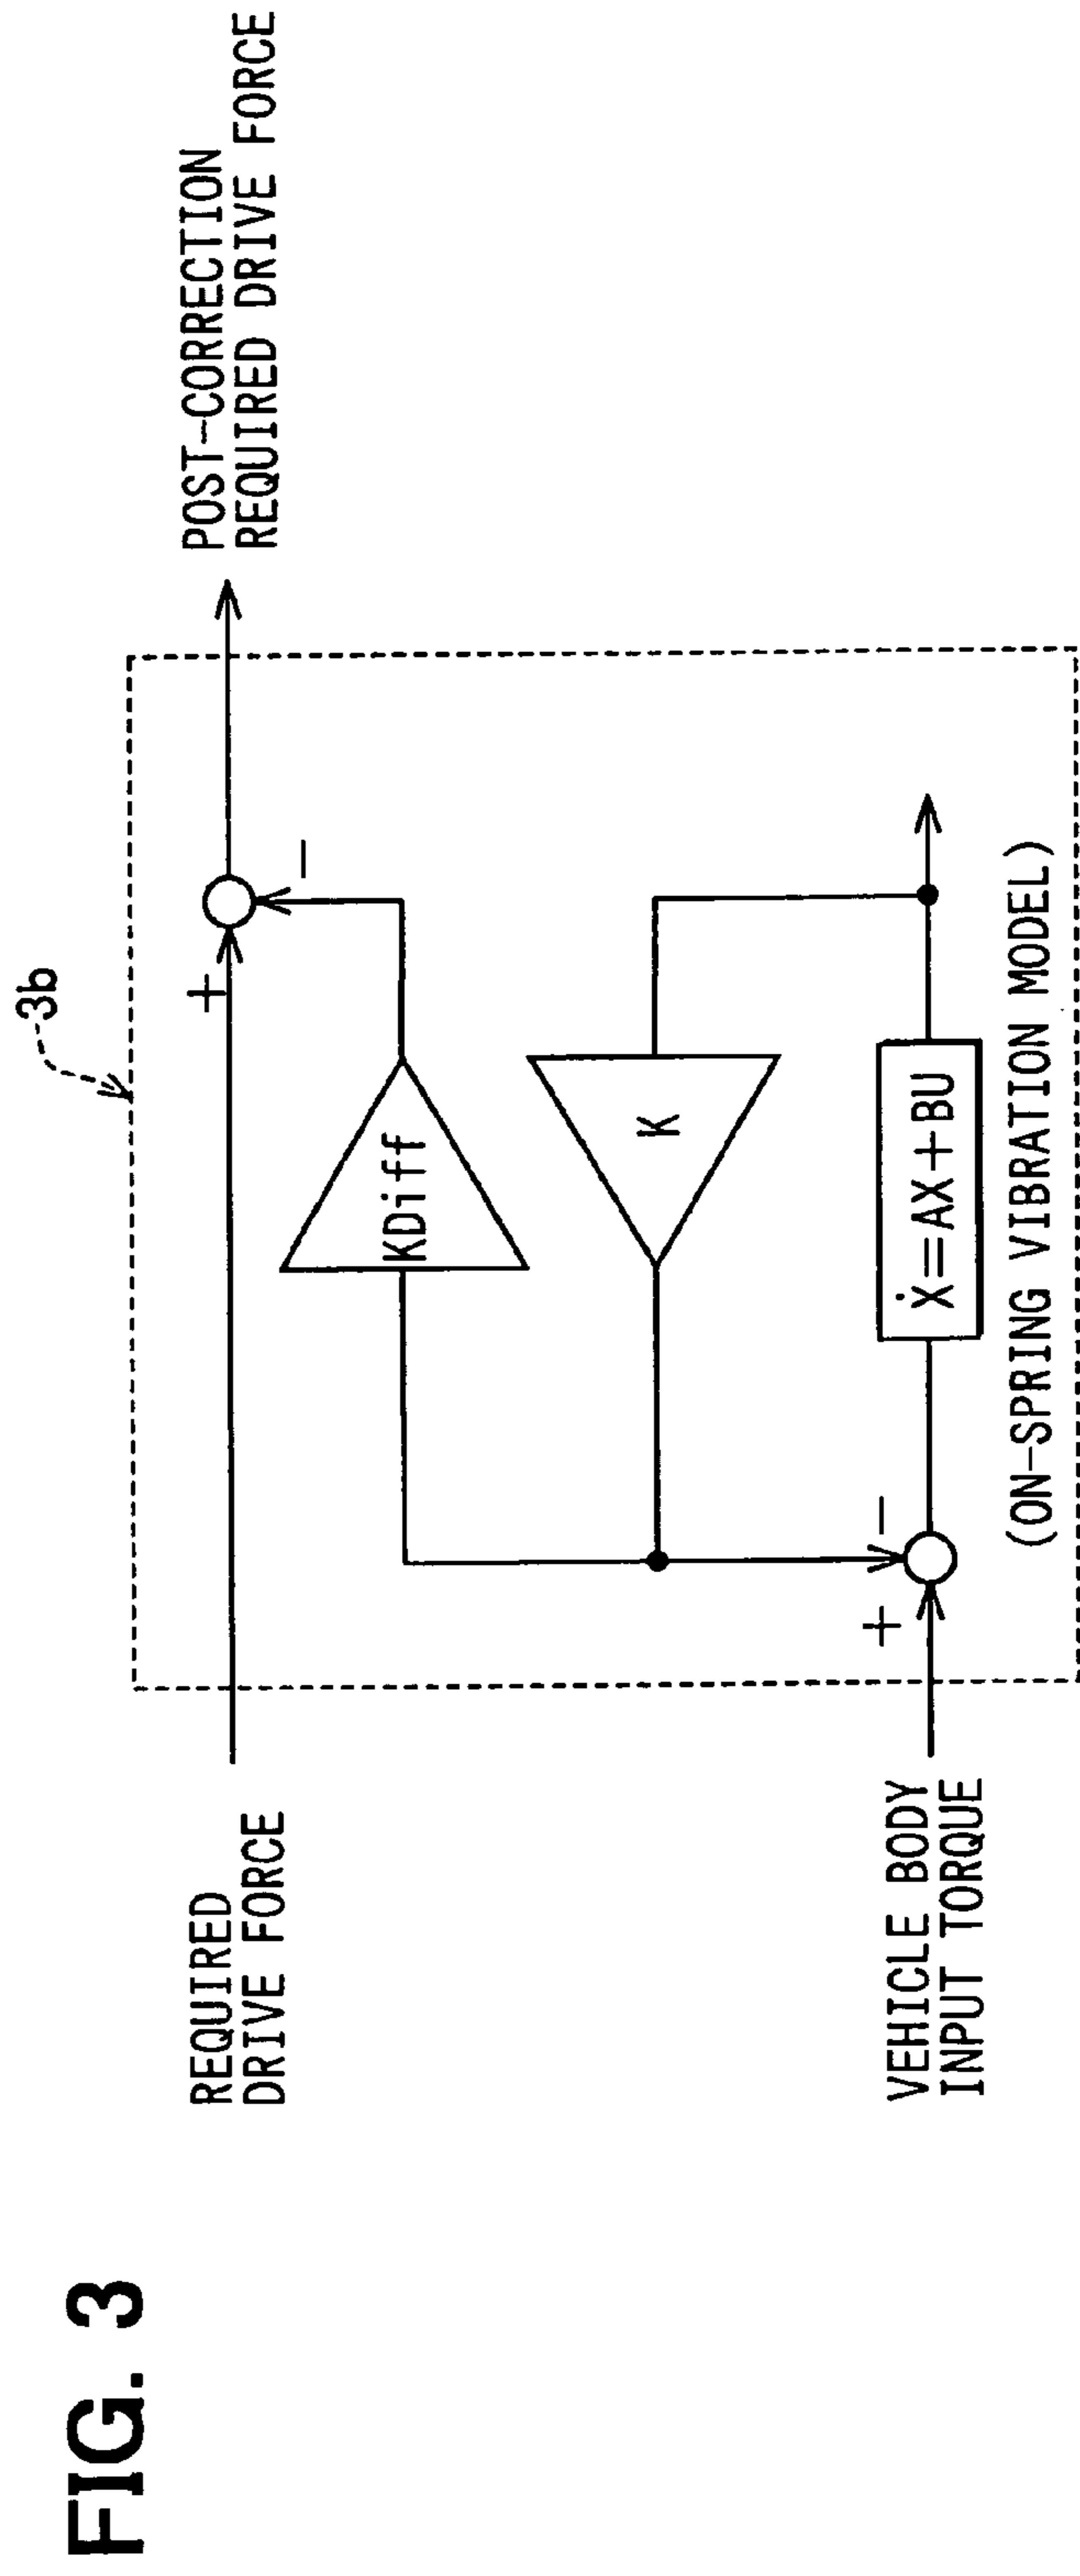 FIG. 3
3b
REQUIRED
DRIVE FORCE
+
−
POST-CORRECTION
REQUIRED DRIVE FORCE
KDiff
K
VEHICLE BODY
INPUT TORQUE
+
−
Ẋ=AX+BU
(ON-SPRING VIBRATION MODEL)